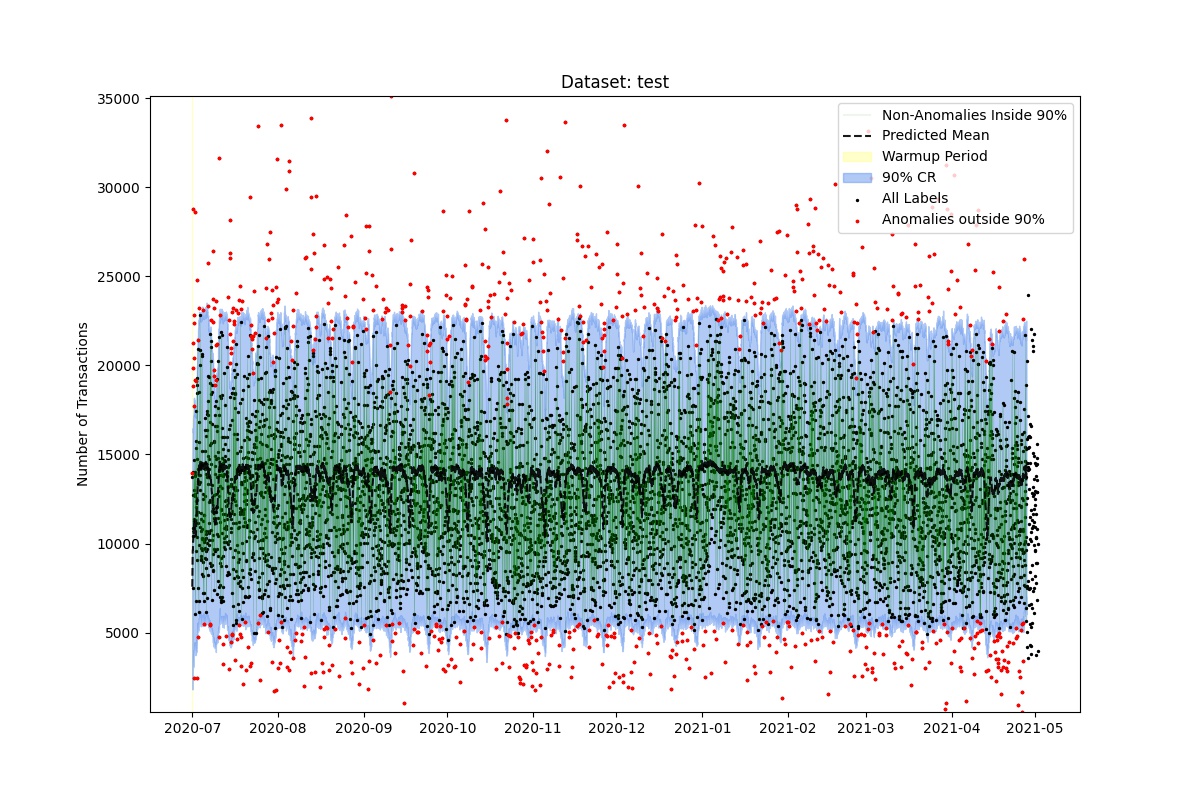 Dataset: test
Number of Transactions
35000
30000
25000
20000
15000
10000
5000
2020-07 2020-08 2020-09 2020-10 2020-11 2020-12 2021-01 2021-02 2021-03 2021-04 2021-05
Non-Anomalies Inside 90%
Predicted Mean
Warmup Period
90% CR
All Labels
Anomalies outside 90%